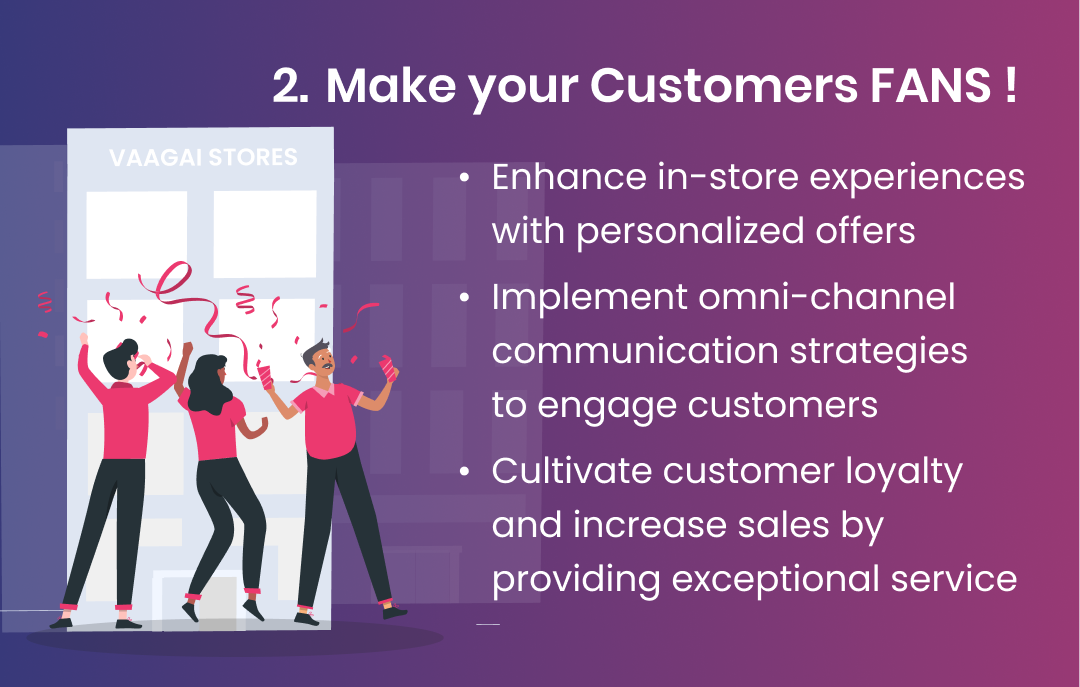 2. Make your Customers FANS !
VAAGAI STORES
• Enhance in-store experiences
with personalized offers
• Implement omni-channel
communication strategies
to engage customers
• Cultivate customer loyalty
and increase sales by
providing exceptional service